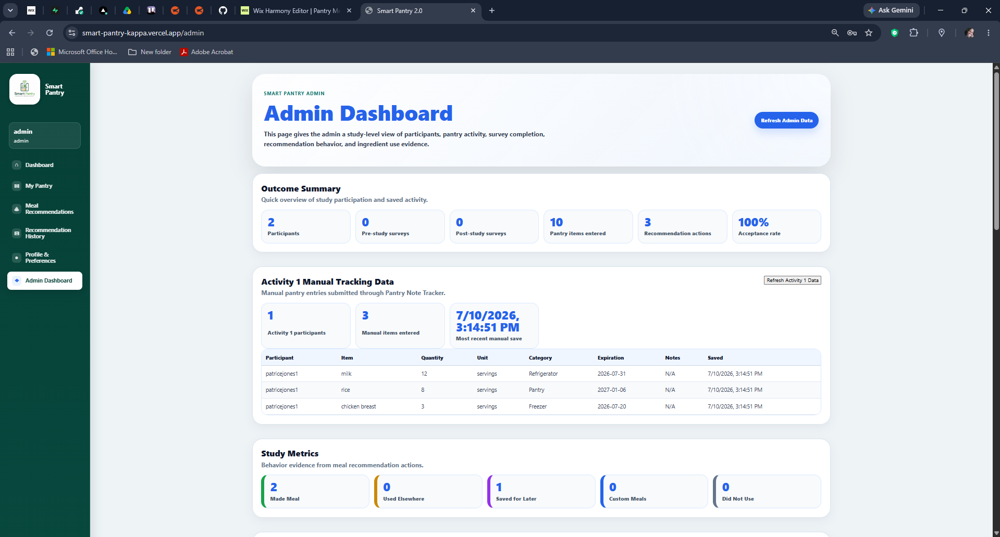 WiX
WiX
Wix Harmony Editor | Pantry Me
Smart Pantry 2.0
Ask Gemini
smart-pantry-kappa.vercel.app/admin
Microsoft Office Ho...
New folder
Adobe Acrobat
Smart Pantry
Smart
Pantry
admin
admin
Dashboard
My Pantry
Meal
Recommendations
Recommendation
History
Profile &
Preferences
Admin Dashboard
SMART PANTRY ADMIN
Admin Dashboard
This page gives the admin a study-level view of participants, pantry activity, survey completion,
recommendation behavior, and ingredient use evidence.
Refresh Admin Data
Outcome Summary
Quick overview of study participation and saved activity.
2
Participants
0
Pre-study surveys
0
Post-study surveys
10
Pantry items entered
3
Recommendation actions
100%
Acceptance rate
Activity 1 Manual Tracking Data
Manual pantry entries submitted through Pantry Note Tracker.
Refresh Activity 1 Data
1
Activity 1 participants
3
Manual items entered
7/10/2026,
3:14:51 PM
Most recent manual save
Participant Item Quantity Unit Category Expiration Notes Saved
patricejones1 milk 12 servings Refrigerator 2026-07-31 N/A 7/10/2026, 3:14:51 PM
patricejones1 rice 8 servings Pantry 2027-01-06 N/A 7/10/2026, 3:14:51 PM
patricejones1 chicken breast 3 servings Freezer 2026-07-20 N/A 7/10/2026, 3:14:51 PM
Study Metrics
Behavior evidence from meal recommendation actions.
2
Made Meal
0
Used Elsewhere
1
Saved for Later
0
Custom Meals
0
Did Not Use